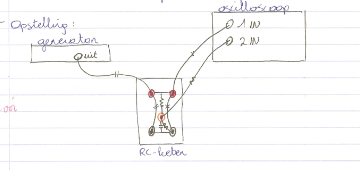 - Opstelling:
generator
uit
oscilloscoop
1 IN
2 IN
RC-keten